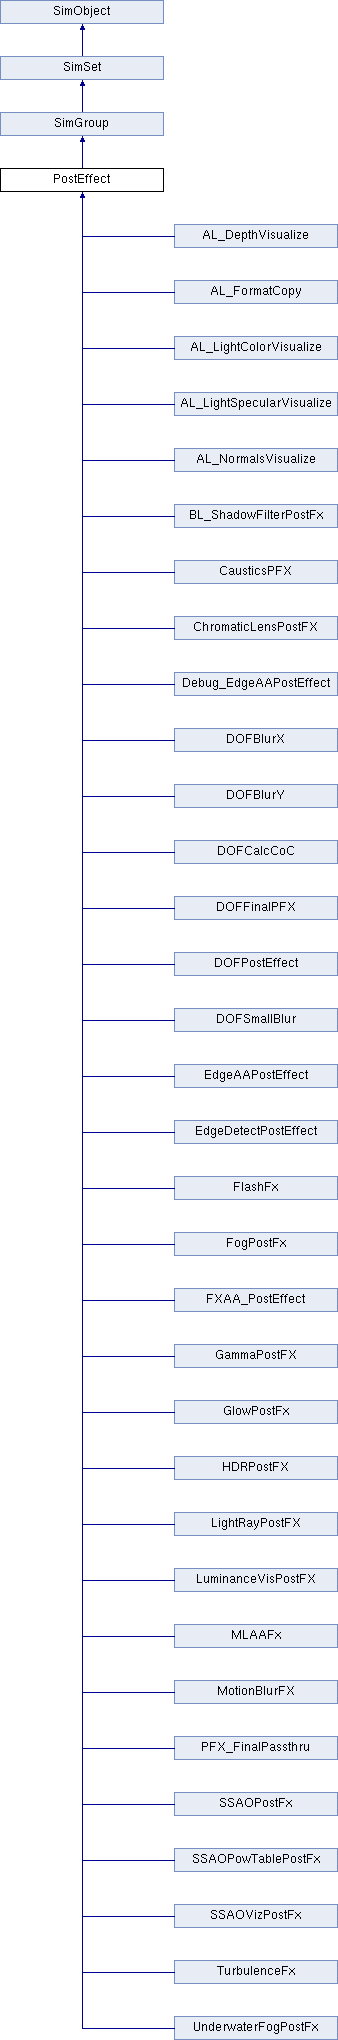 SimObject
SimSet
SimGroup
PostEffect
AL_DepthVisualize
AL_FormatCopy
AL_LightColorVisualize
AL_LightSpecularVisualize
AL_NormalsVisualize
BL_ShadowFilterPostFx
CausticsPFX
ChromaticLensPostFX
Debug_EdgeAAPostEffect
DOFBlurX
DOFBlurY
DOFCalcCoC
DOFFinalPFX
DOFPostEffect
DOFSmallBlur
EdgeAAPostEffect
EdgeDetectPostEffect
FlashFx
FogPostFx
FXAA_PostEffect
GammaPostFX
GlowPostFx
HDRPostFX
LightRayPostFX
LuminanceVisPostFX
MLAAFx
MotionBlurFX
PFX_FinalPassthru
SSAOPostFx
SSAOPowTablePostFx
SSAOVizPostFx
TurbulenceFx
UnderwaterFogPostFx